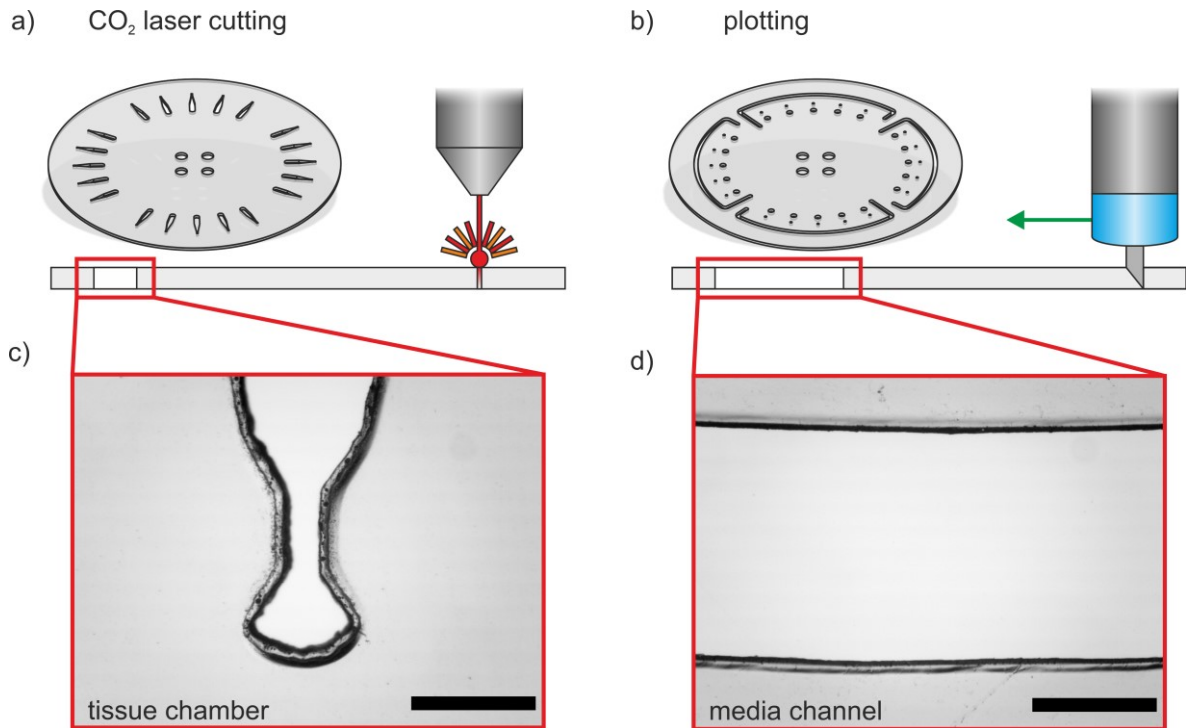 a) CO₂ laser cutting
b) plotting
c)
d)
tissue chamber
media channel